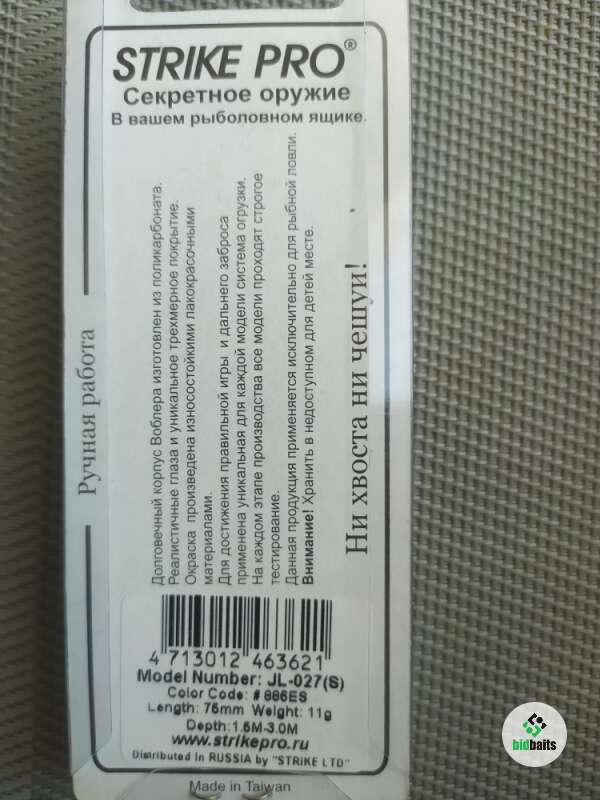 STRIKE PRO®
Секретное оружие
В вашем рыболовном ящике.
Ручная работа
Долговечный корпус Воблера изготовлен из поликарбоната.
Реалистичные глаза и уникальное трехмерное покрытие.
Окраска произведена износостойкими лакокрасочными
материалами.
Для достижения правильной игры и дальнего заброса
применена уникальная для каждой модели система огрузки.
На каждом этапе производства все модели проходят строгое
тестирование.
Данная продукция применяется исключительно для рыбной ловли.
Внимание! Хранить в недоступном для детей месте.
Ни хвоста ни чешуи!
4 713012 463621
Model Number: JL-027(S)
Color Code: #886ES
Length: 76mm Weight: 11g
Depth:1.5M-3.0M
www.strikepro.ru
Distributed in RUSSIA by "STRIKE LTD"
Made in Taiwan
bidbaits